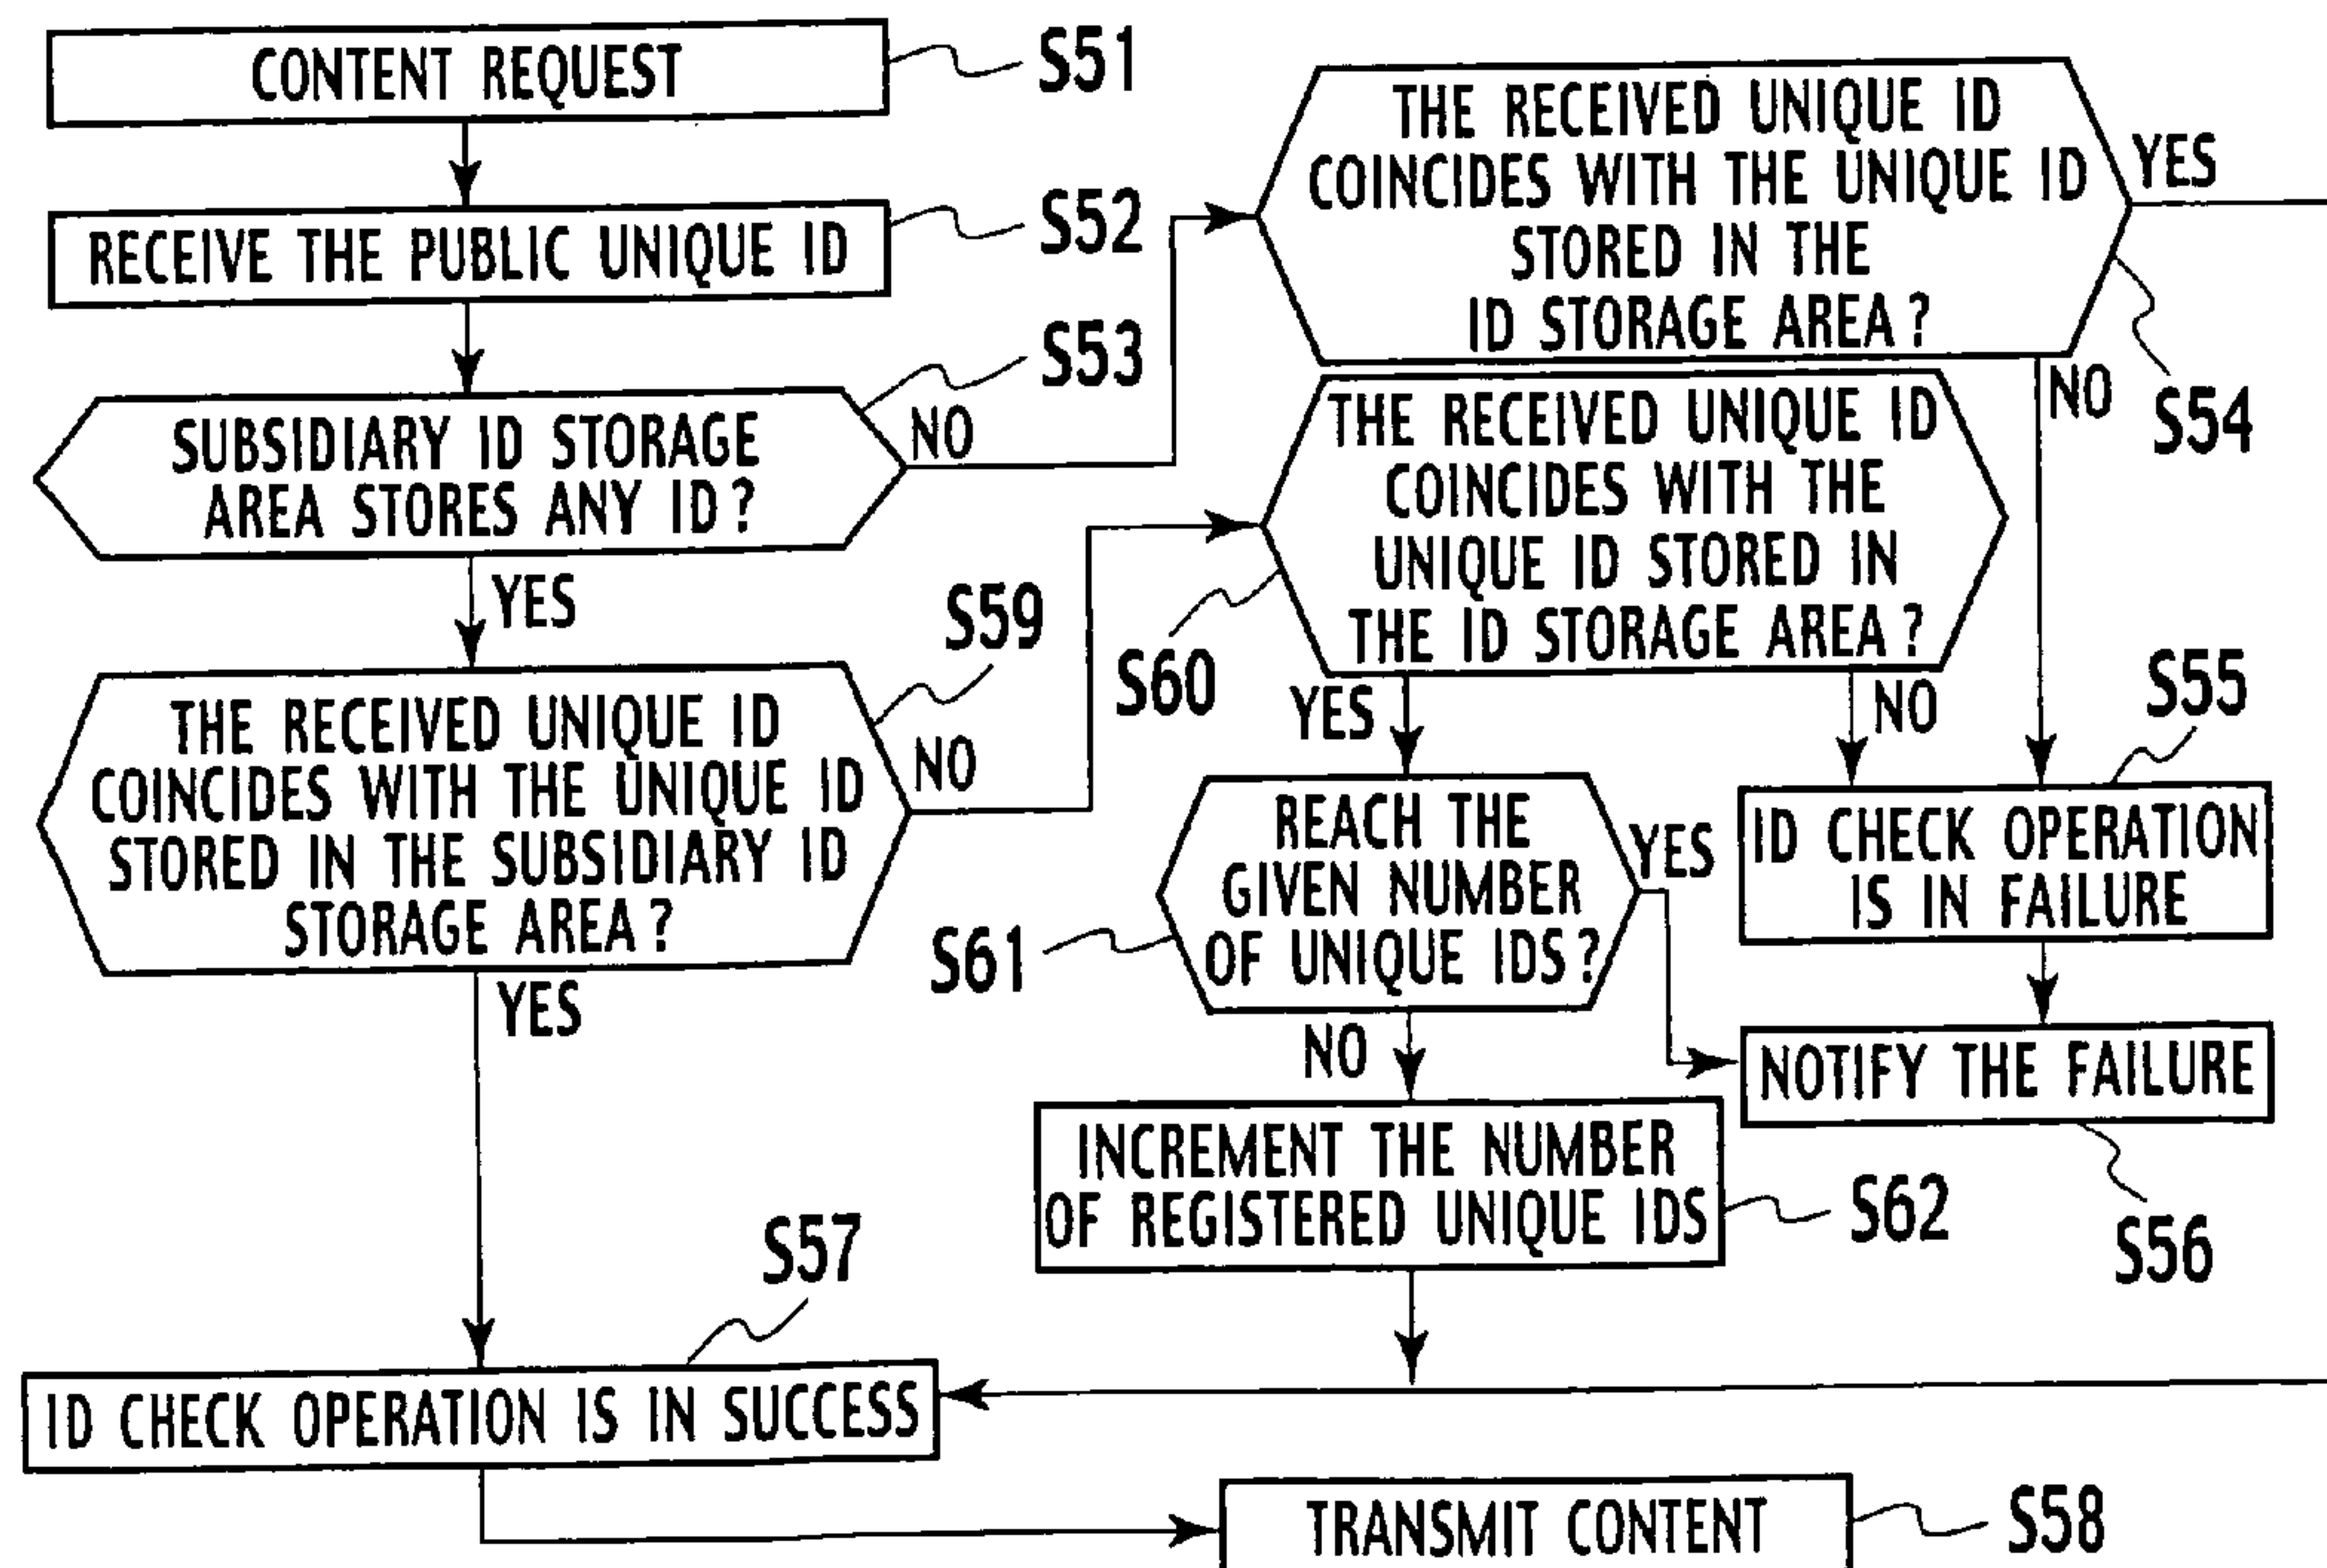 CONTENT REQUEST
S51
RECEIVE THE PUBLIC UNIQUE ID
S52
SUBSIDIARY ID STORAGE
AREA STORES ANY ID?
S53
NO
YES
THE RECEIVED UNIQUE ID
COINCIDES WITH THE UNIQUE ID
STORED IN THE
ID STORAGE AREA?
YES
NO
S54
THE RECEIVED UNIQUE ID
COINCIDES WITH THE UNIQUE ID
STORED IN THE SUBSIDIARY ID
STORAGE AREA?
S59
NO
YES
THE RECEIVED UNIQUE ID
COINCIDES WITH THE
UNIQUE ID STORED IN
THE ID STORAGE AREA?
S60
YES
NO
S55
ID CHECK OPERATION
IS IN FAILURE
REACH THE
GIVEN NUMBER
OF UNIQUE IDS?
YES
S61
NO
NOTIFY THE FAILURE
S56
INCREMENT THE NUMBER
OF REGISTERED UNIQUE IDS
S62
S57
ID CHECK OPERATION IS IN SUCCESS
TRANSMIT CONTENT
S58